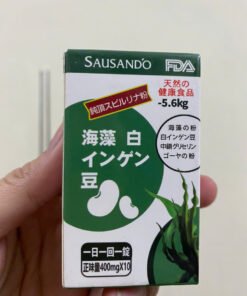 SAUSANDO
FDA
天然の
健康食品
-5.6kg
純頂スピルリナ粉
海藻の粉
白インゲン豆
中鎖グリセリン
ゴーヤの粉
海藻 白
インゲン
豆
一日一回一錠
正味量400mgX10